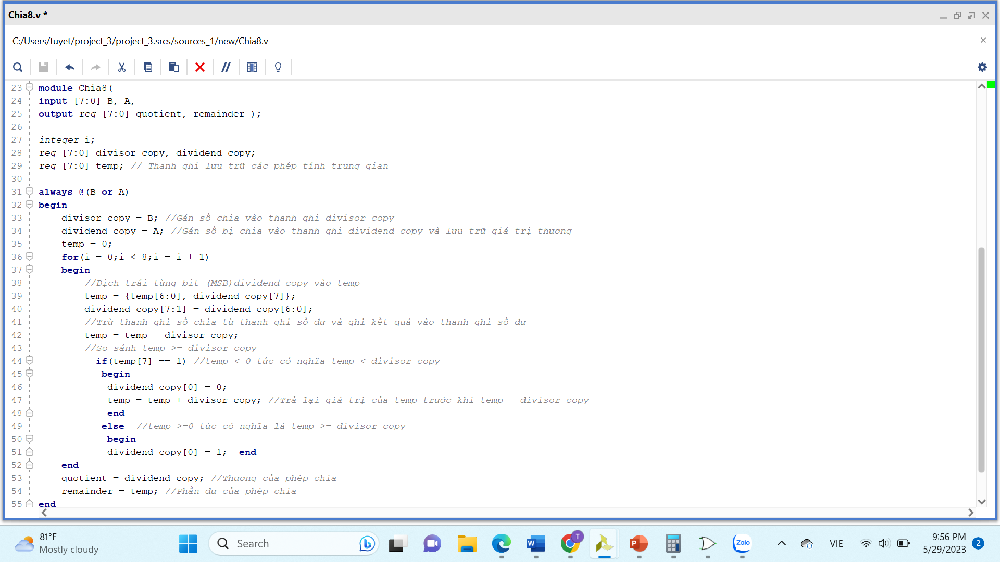 Chia8.v *
C:/Users/tuyet/project_3/project_3.srcs/sources_1/new/Chia8.v
23 module Chia8(
24 input [7:0] B, A,
25 output reg [7:0] quotient, remainder );
26
27 integer i;
28 reg [7:0] divisor_copy, dividend_copy;
29 reg [7:0] temp; // Thanh ghi lưu trữ các phép tính trung gian
30
31 always @(B or A)
32 begin
33 divisor_copy = B; //Gán số chia vào thanh ghi divisor_copy
34 dividend_copy = A; //Gán số bị chia vào thanh ghi dividend_copy và lưu trữ giá trị thương
35 temp = 0;
36 for(i = 0;i < 8;i = i + 1)
37 begin
38 //Dịch trái từng bit (MSB)dividend_copy vào temp
39 temp = {temp[6:0], dividend_copy[7]};
40 dividend_copy[7:1] = dividend_copy[6:0];
41 //Trừ thanh ghi số chia từ thanh ghi số dư và ghi kết quả vào thanh ghi số dư
42 temp = temp - divisor_copy;
43 //So sánh temp >= divisor_copy
44 if(temp[7] == 1) //temp < 0 tức có nghĩa temp < divisor_copy
45 begin
46 dividend_copy[0] = 0;
47 temp = temp + divisor_copy; //Trả lại giá trị của temp trước khi temp - divisor_copy
48 end
49 else //temp >=0 tức có nghĩa là temp >= divisor_copy
50 begin
51 dividend_copy[0] = 1; end
52 end
53 quotient = dividend_copy; //Thương của phép chia
54 remainder = temp; //Phần dư của phép chia
55 end
81°F
Mostly cloudy
Search
W
T
P
Zalo
VIE
9:56 PM
5/29/2023
2